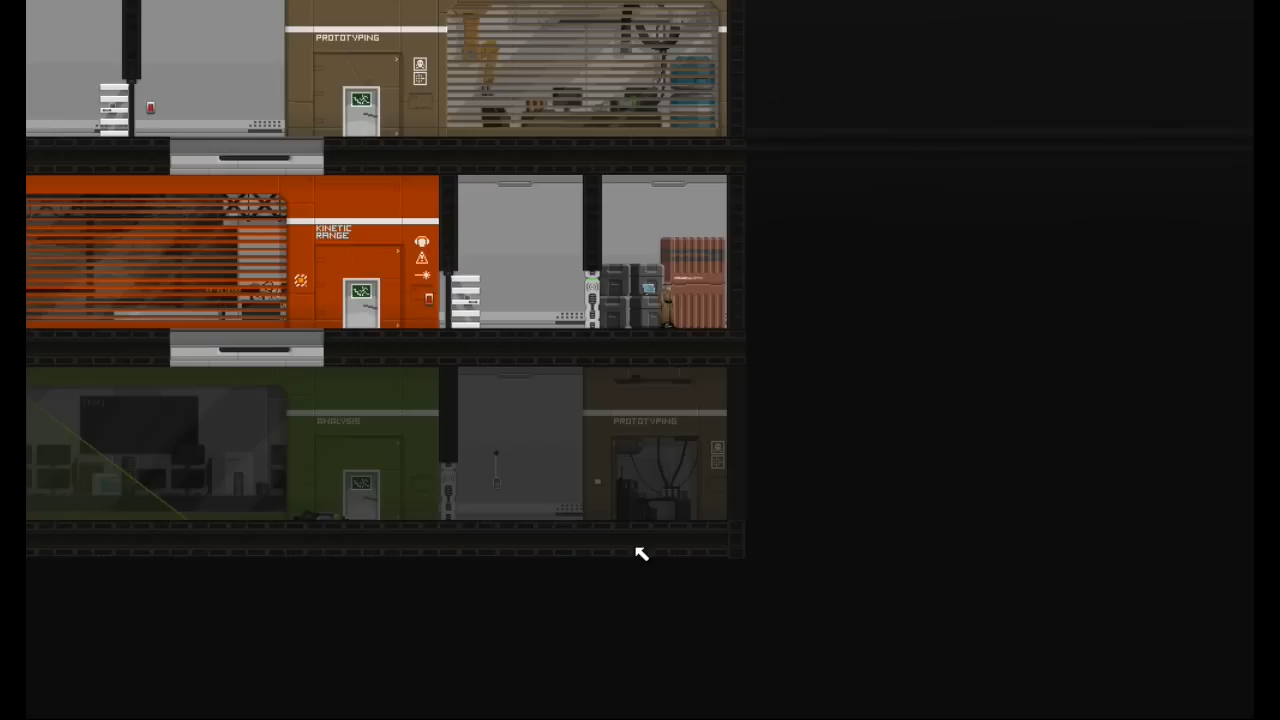 PROTOTYPING
KINETIC
RANGE
ANALYSIS
PROTOTYPING